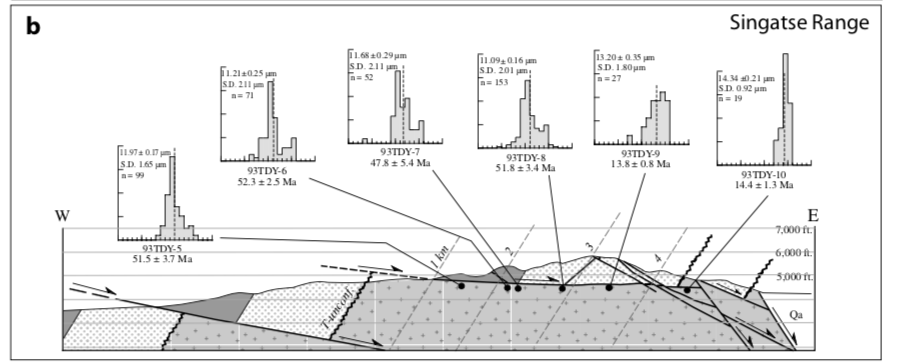 b
Singatse Range
11.97± 0.17 µm
S.D. 1.65 µm
n = 99
93TDY-5
51.5 ± 3.7 Ma
11.21±0.25 µm
S.D. 2.11 µm
n = 71
93TDY-6
52.3 ± 2.5 Ma
11.68±0.29 µm
S.D. 2.11 µm
n = 52
93TDY-7
47.8 ± 5.4 Ma
11.09±0.16 µm
S.D. 2.01 µm
n = 153
93TDY-8
51.8 ± 3.4 Ma
13.20± 0.35 µm
S.D. 1.80 µm
n = 27
93TDY-9
13.8 ± 0.8 Ma
14.34 ±0.21 µm
S.D. 0.92 µm
n = 19
93TDY-10
14.4 ± 1.3 Ma
W
E
7,000 ft.
6,000 ft.
5,000 ft.
1 km
2
3
4
T unconf.
Qa